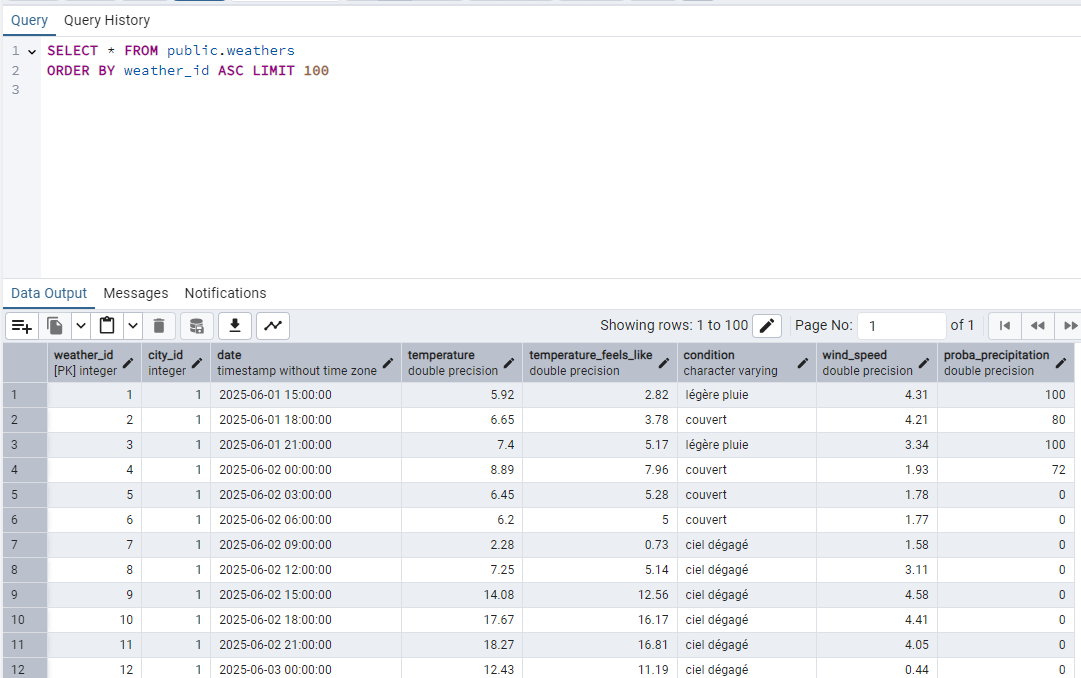 Query Query History
1 SELECT * FROM public.weathers
2 ORDER BY weather_id ASC LIMIT 100
3
Data Output Messages Notifications
Showing rows: 1 to 100 Page No: 1 of 1
weather_id city_id date temperature temperature_feels_like condition wind_speed proba_precipitation
[PK] integer integer timestamp without time zone double precision double precision character varying double precision double precision
1 1 1 2025-06-01 15:00:00 5.92 2.82 légère pluie 4.31 100
2 2 1 2025-06-01 18:00:00 6.65 3.78 couvert 4.21 80
3 3 1 2025-06-01 21:00:00 7.4 5.17 légère pluie 3.34 100
4 4 1 2025-06-02 00:00:00 8.89 7.96 couvert 1.93 72
5 5 1 2025-06-02 03:00:00 6.45 5.28 couvert 1.78 0
6 6 1 2025-06-02 06:00:00 6.2 5 couvert 1.77 0
7 7 1 2025-06-02 09:00:00 2.28 0.73 ciel dégagé 1.58 0
8 8 1 2025-06-02 12:00:00 7.25 5.14 ciel dégagé 3.11 0
9 9 1 2025-06-02 15:00:00 14.08 12.56 ciel dégagé 4.58 0
10 10 1 2025-06-02 18:00:00 17.67 16.17 ciel dégagé 4.41 0
11 11 1 2025-06-02 21:00:00 18.27 16.81 ciel dégagé 4.05 0
12 12 1 2025-06-03 00:00:00 12.43 11.19 ciel dégagé 0.44 0